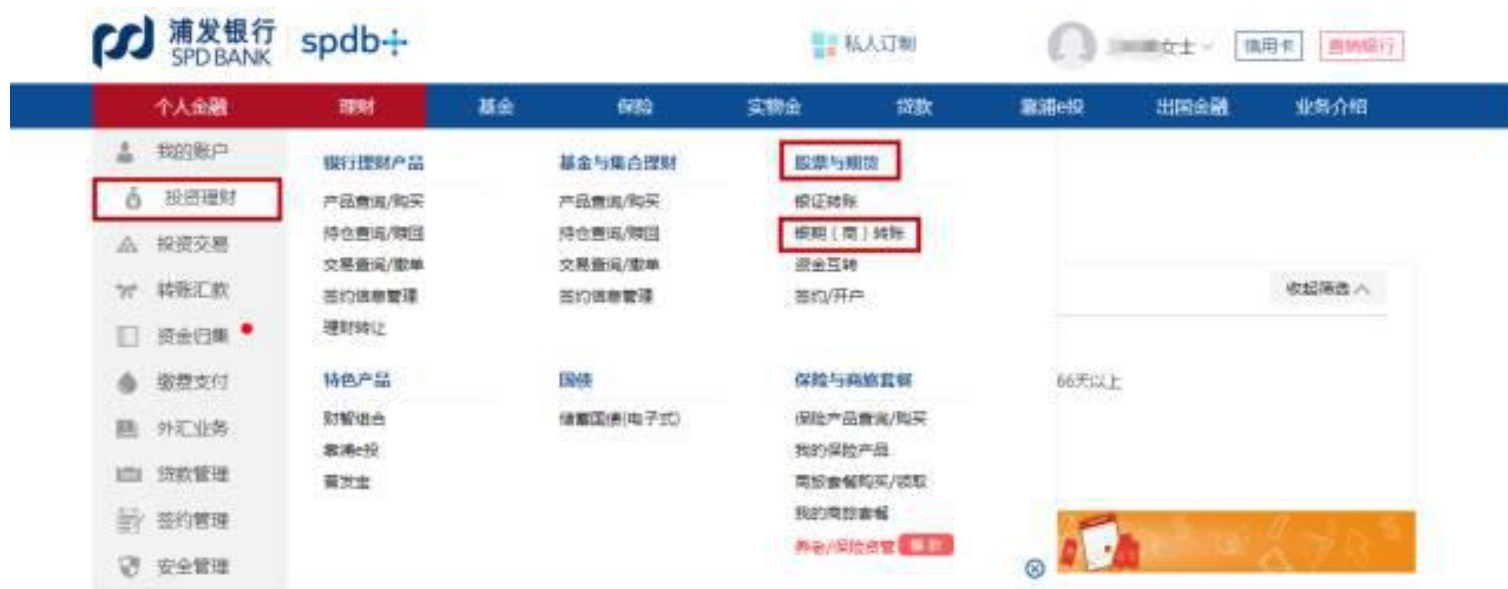 浦发银行
SPD BANK
spdb+
私人订制
女士
信用卡
直销银行
个人金融 理财 基金 保险 实物金 贷款 靠浦e投 出国金融 业务介绍
我的账户
投资理财
投资交易
转账汇款
资金归集
缴费支付
外汇业务
贷款管理
签约管理
安全管理
银行理财产品
产品查询/购买
持仓查询/赎回
交易查询/撤单
签约信息管理
理财转让
基金与集合理财
产品查询/购买
持仓查询/赎回
交易查询/撤单
签约信息管理
股票与期货
银证转账
银期(商)转账
资金互转
签约/开户
特色产品
财智组合
靠浦e投
普发宝
国债
储蓄国债(电子式)
保险与商旅套餐
保险产品查询/购买
我的保险产品
商旅套餐购买/领取
我的商旅套餐
养老/保险资管
收起筛选
66天以上